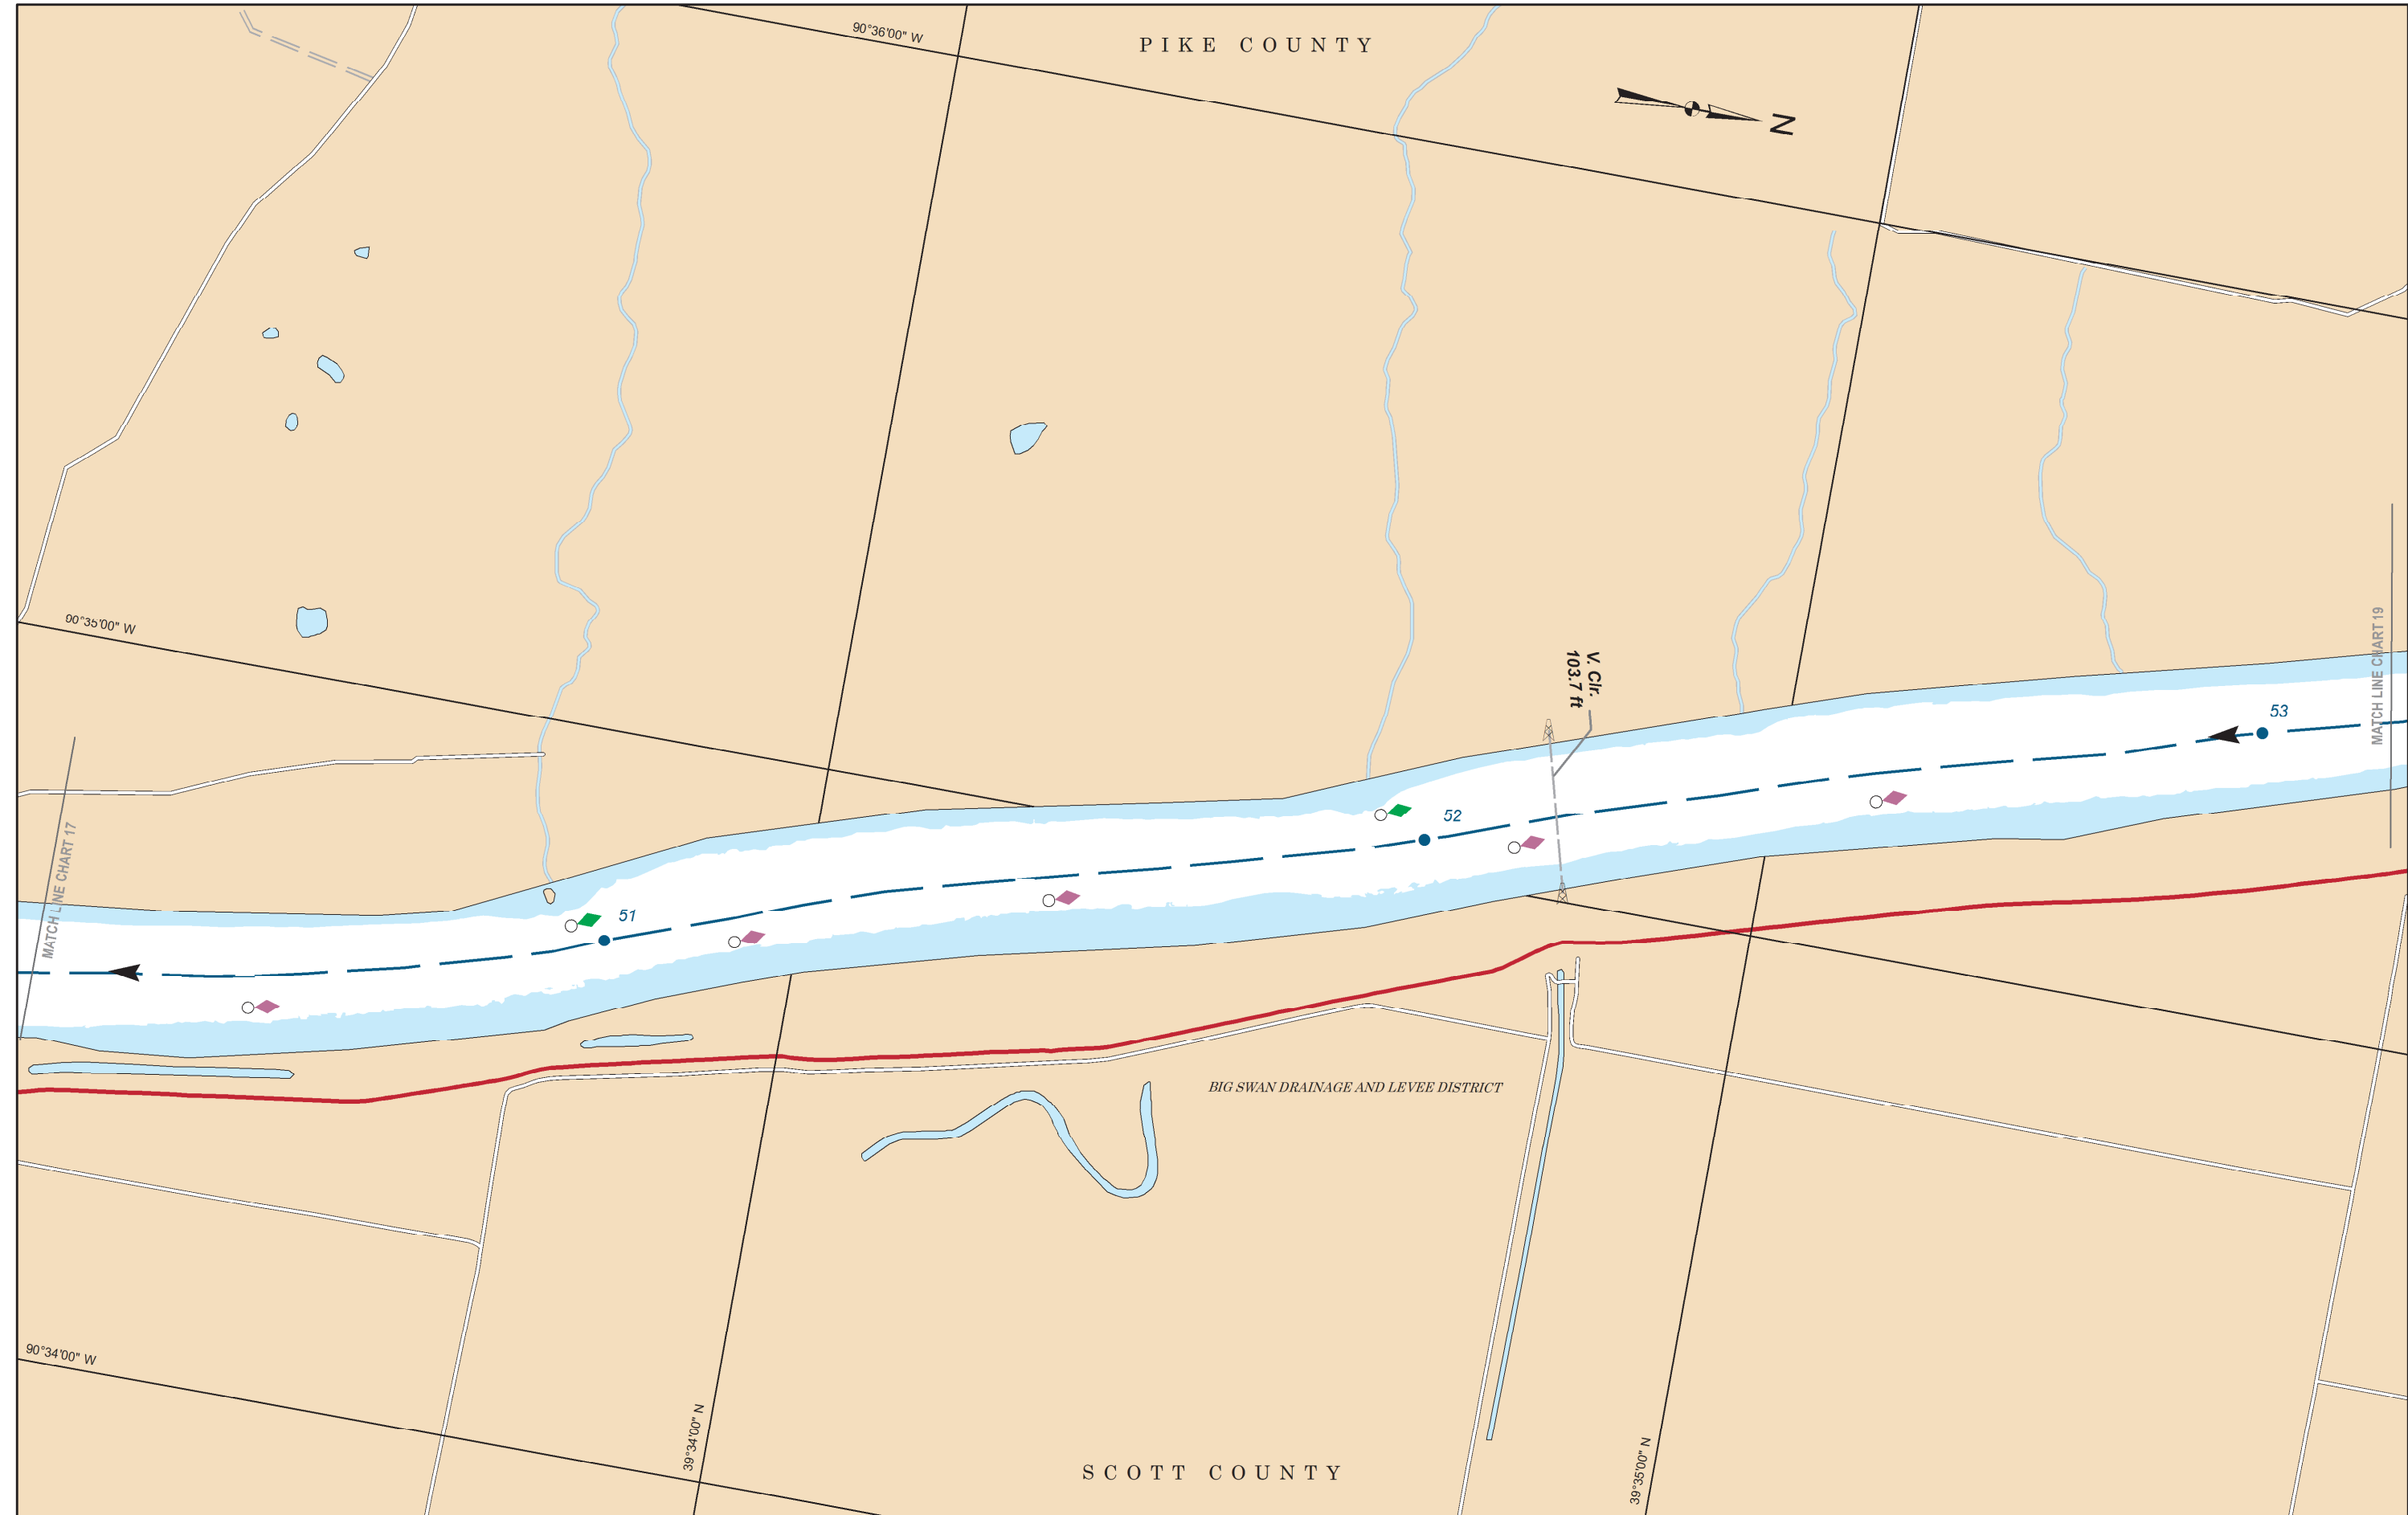 90°36'00" W
PIKE COUNTY
N
90°35'00" W
MATCH LINE CHART 19
V. Clr.
103.7 ft
53
52
51
MATCH LINE CHART 17
BIG SWAN DRAINAGE AND LEVEE DISTRICT
90°34'00" W
39°34'00" N
39°35'00" N
SCOTT COUNTY